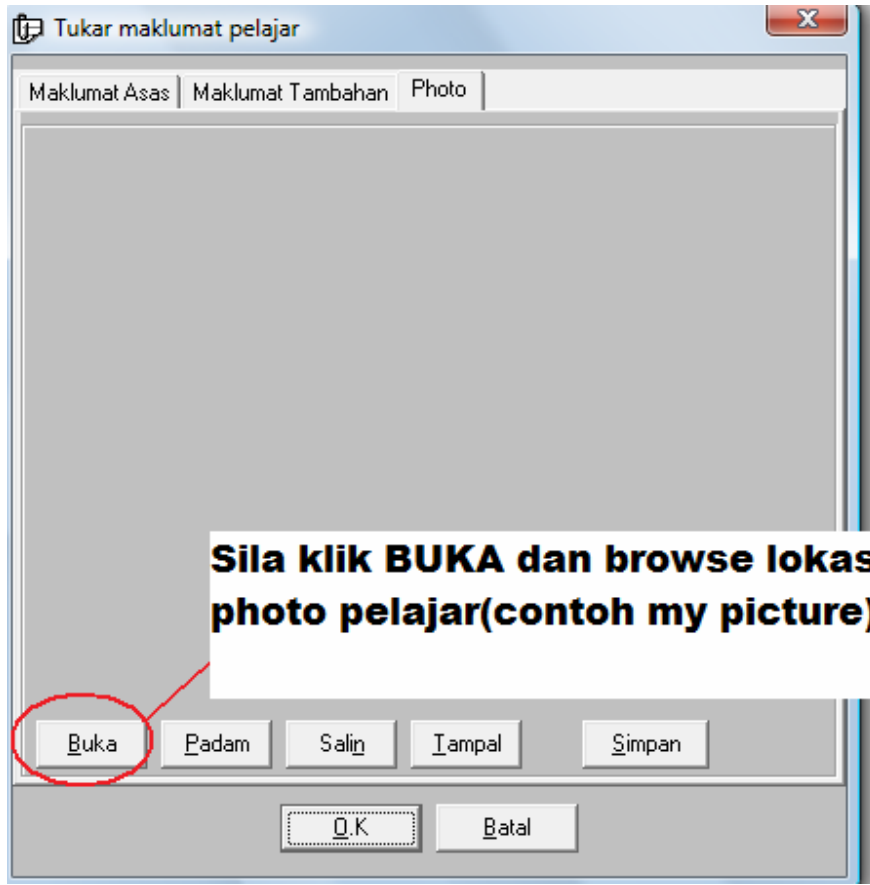 Tukar maklumat pelajar
Maklumat Asas Maklumat Tambahan Photo
Sila klik BUKA dan browse lokas
photo pelajar(contoh my picture)
Buka Padam Salin Tampal Simpan
O.K Batal